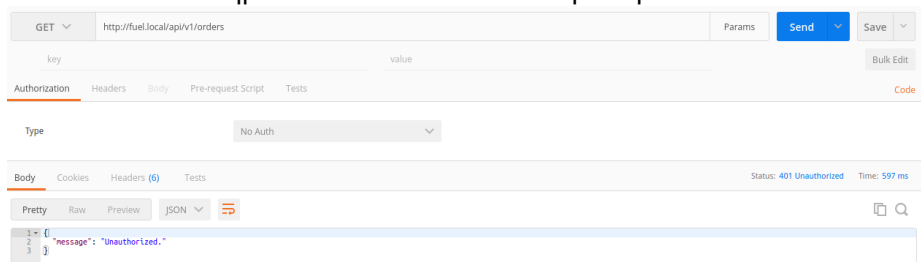 GET http://fuel.local/api/v1/orders Params Send Save
key value Bulk Edit
Authorization Headers Body Pre-request Script Tests Code
Type No Auth
Body Cookies Headers (6) Tests Status: 401 Unauthorized Time: 597 ms
Pretty Raw Preview JSON
1 {
2 "message": "Unauthorized."
3 }